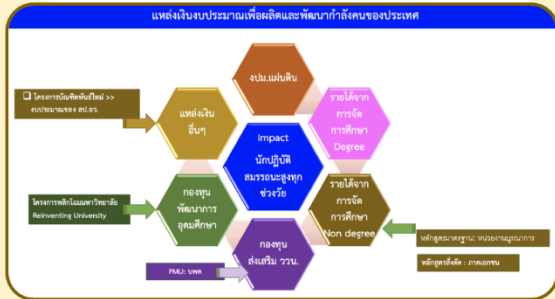 แหล่งเงินงบประมาณเพื่อผลิตและพัฒนากำลังคนของประเทศ
งปม.แผ่นดิน
❑ โครงการบัณฑิตพันธุ์ใหม่ >>
งบประมาณของ สป.อว.
แหล่งเงิน
อื่นๆ
รายได้จาก
การจัด
การศึกษา
Degree
Impact
นักปฏิบัติ
สมรรถนะสูงทุก
ช่วงวัย
โครงการพลิกโฉมมหาวิทยาลัย
Reinventing University
กองทุน
พัฒนาการ
อุดมศึกษา
รายได้จาก
การจัด
การศึกษา
Non degree
กองทุน
ส่งเสริม ววน.
หลักสูตรมาตรฐาน: หน่วยงานบูรณาการ
หลักสูตรสั่งตัด : ภาคเอกชน
PMU: บพค